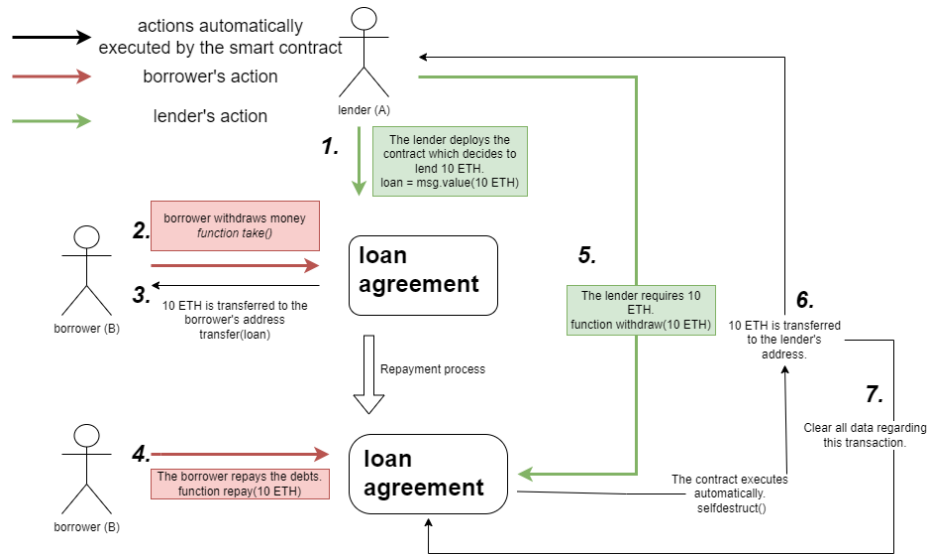 actions automatically
executed by the smart contract
borrower's action
lender's action
lender (A)
1.
The lender deploys the
contract which decides to
lend 10 ETH.
loan = msg.value(10 ETH)
2.
borrower withdraws money
function take()
borrower (B)
3.
10 ETH is transferred to the
borrower's address
transfer(loan)
loan
agreement
Repayment process
4.
The borrower repays the debts.
function repay(10 ETH)
borrower (B)
loan
agreement
5.
The lender requires 10
ETH.
function withdraw(10 ETH)
The contract executes
automatically.
selfdestruct()
6.
10 ETH is transferred
to the lender's
address.
7.
Clear all data regarding
this transaction.